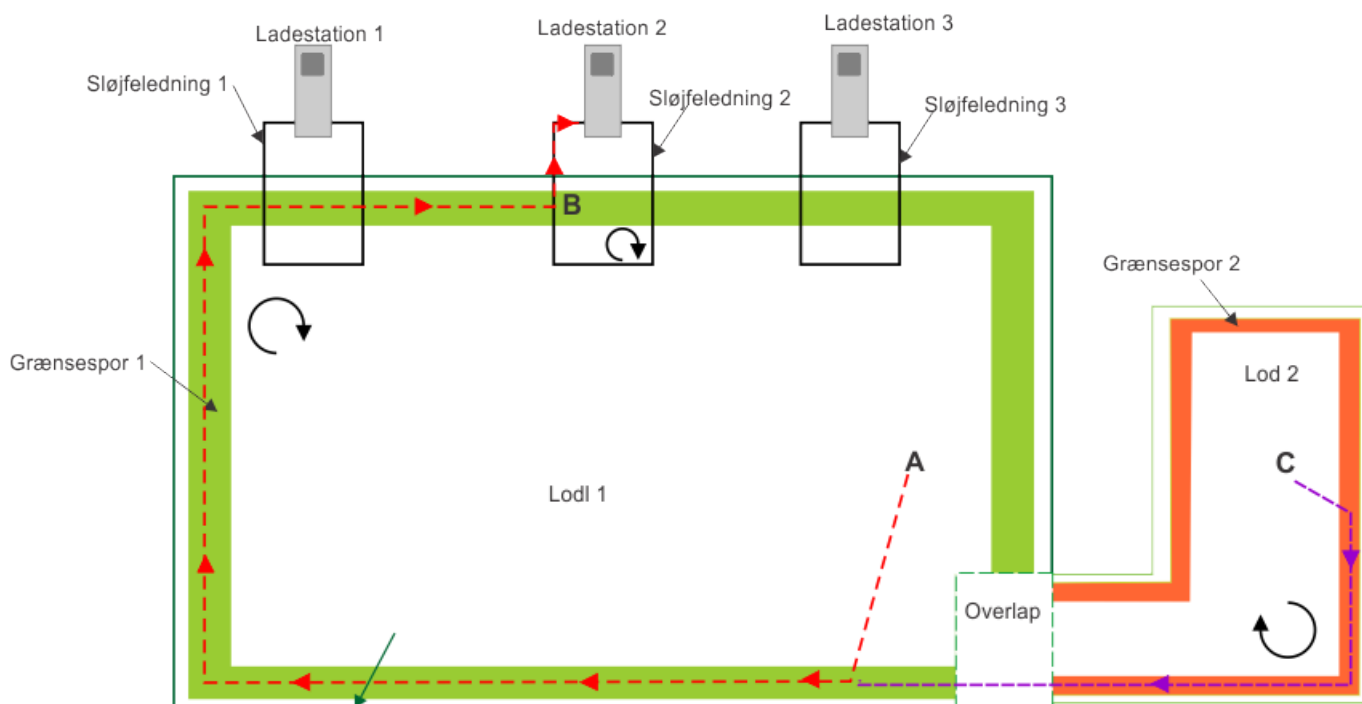 Ladestation 1
Ladestation 2
Ladestation 3
Sløjfeledning 1
Sløjfeledning 2
Sløjfeledning 3
B
Grænsespor 2
Grænsespor 1
Lod 2
A
C
Lodl 1
Overlap